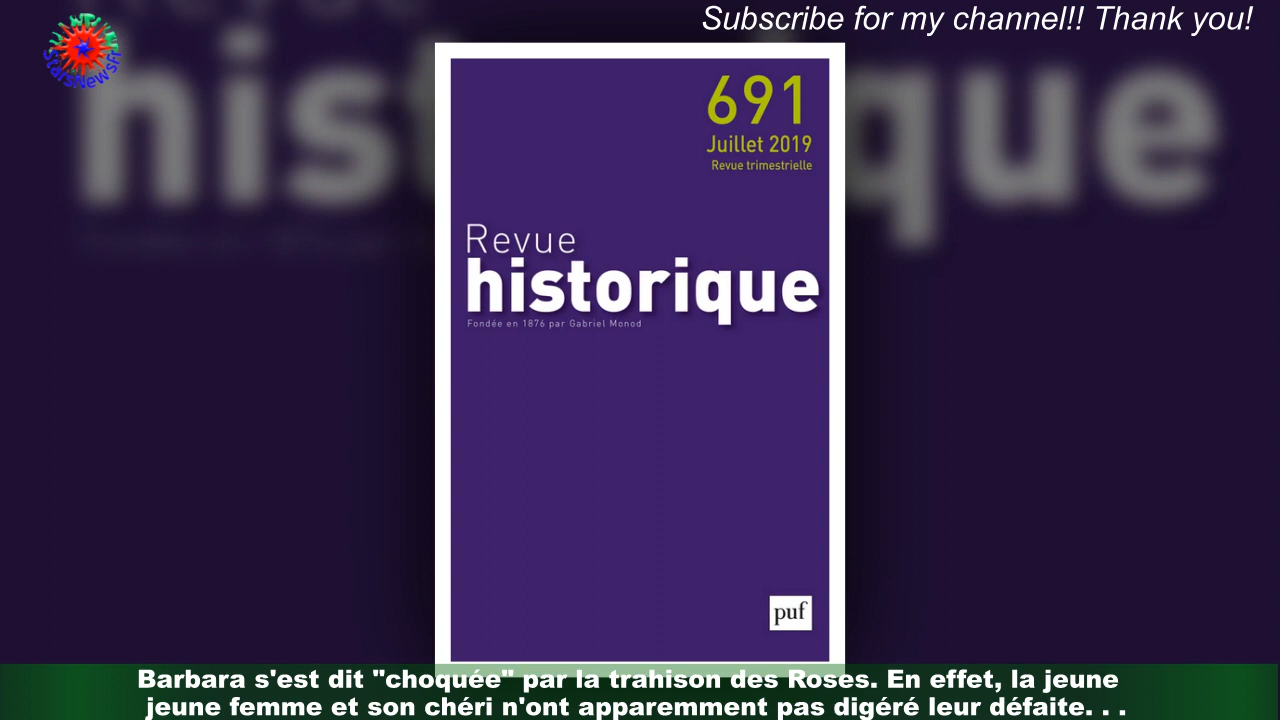 Subscribe for my channel!! Thank you!
StarsNewsFr
691
Juillet 2019
Revue trimestrielle
Revue
historique
Fondée en 1876 par Gabriel Monod
puf
Barbara s'est dit "choquée" par la trahison des Roses. En effet, la jeune
jeune femme et son chéri n'ont apparemment pas digéré leur défaite. . .